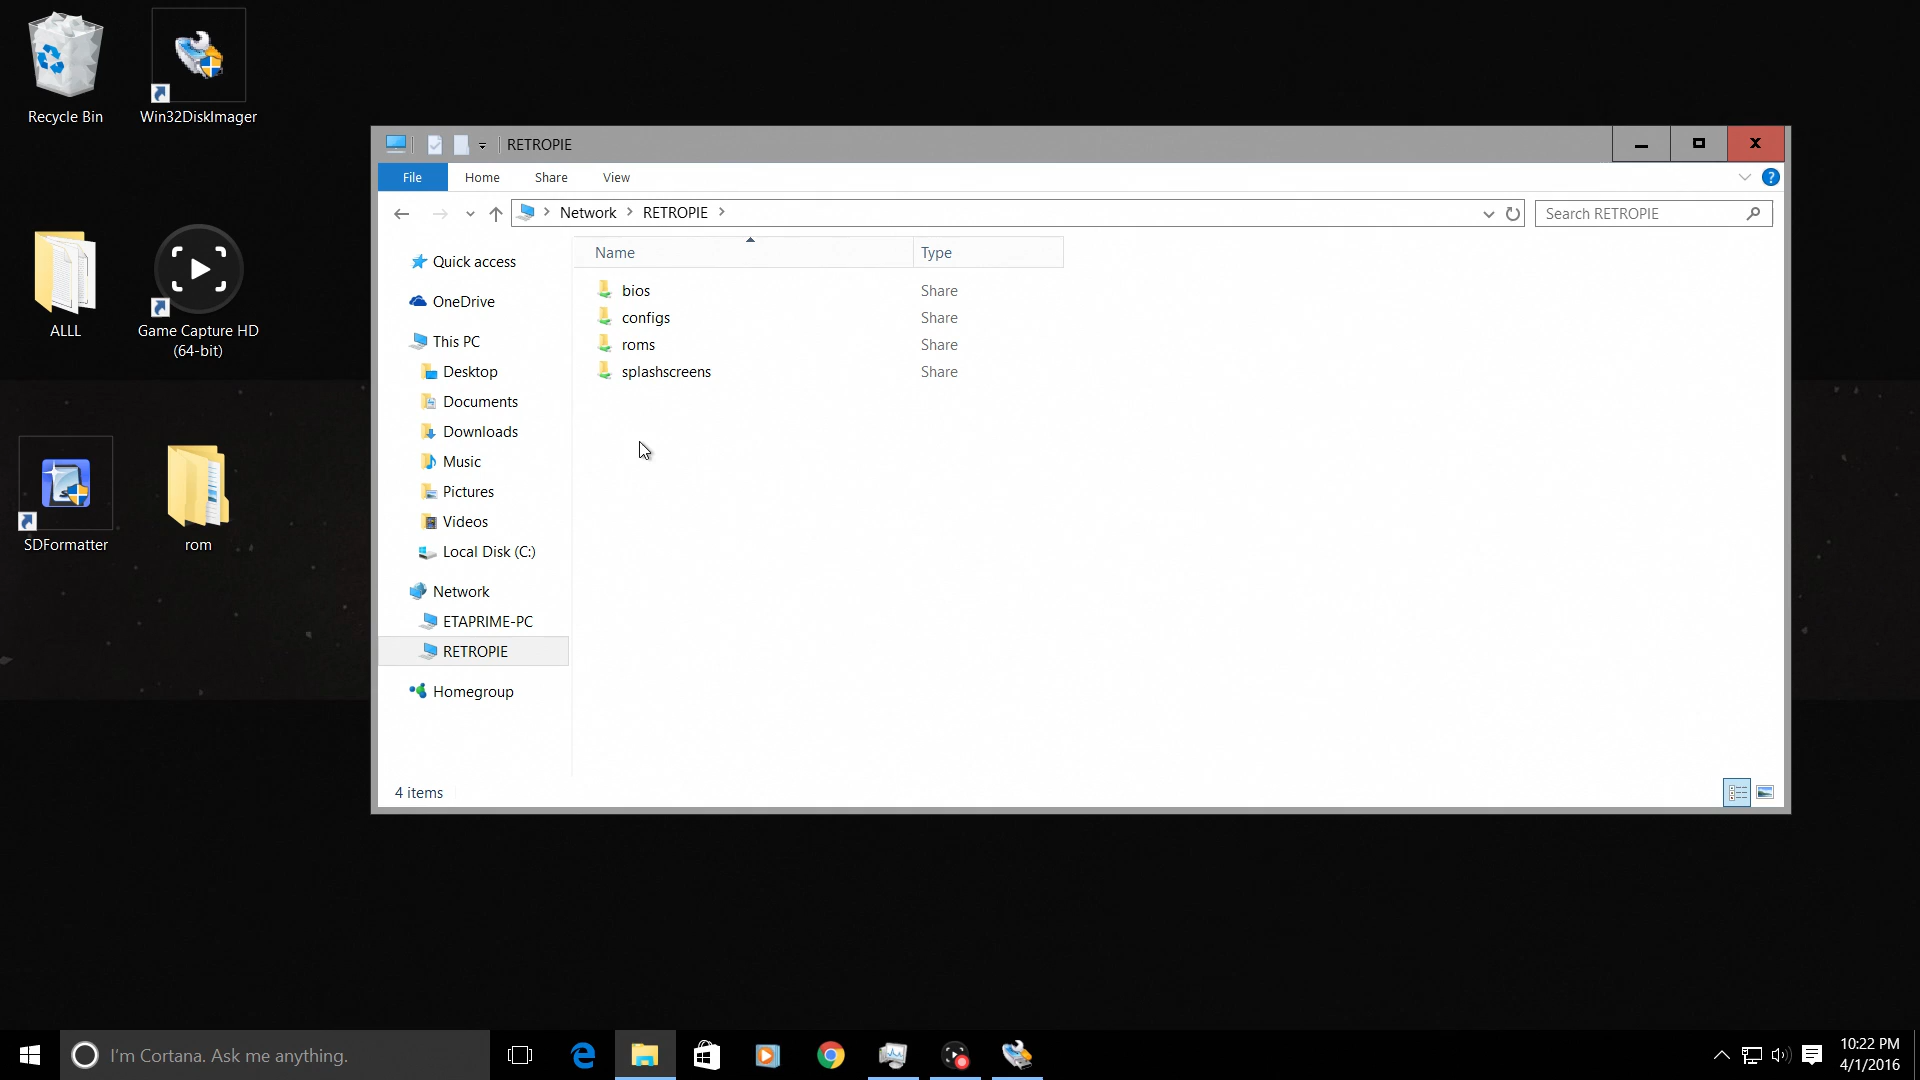 Recycle Bin
Win32DiskImager
ALLL
Game Capture HD
(64-bit)
SDFormatter
rom
RETROPIE
File Home Share View
Network RETROPIE
Search RETROPIE
Name Type
Quick access
OneDrive
This PC
Desktop
Documents
Downloads
Music
Pictures
Videos
Local Disk (C:)
Network
ETAPRIME-PC
RETROPIE
Homegroup
bios Share
configs Share
roms Share
splashscreens Share
4 items
I'm Cortana. Ask me anything.
10:22 PM
4/1/2016